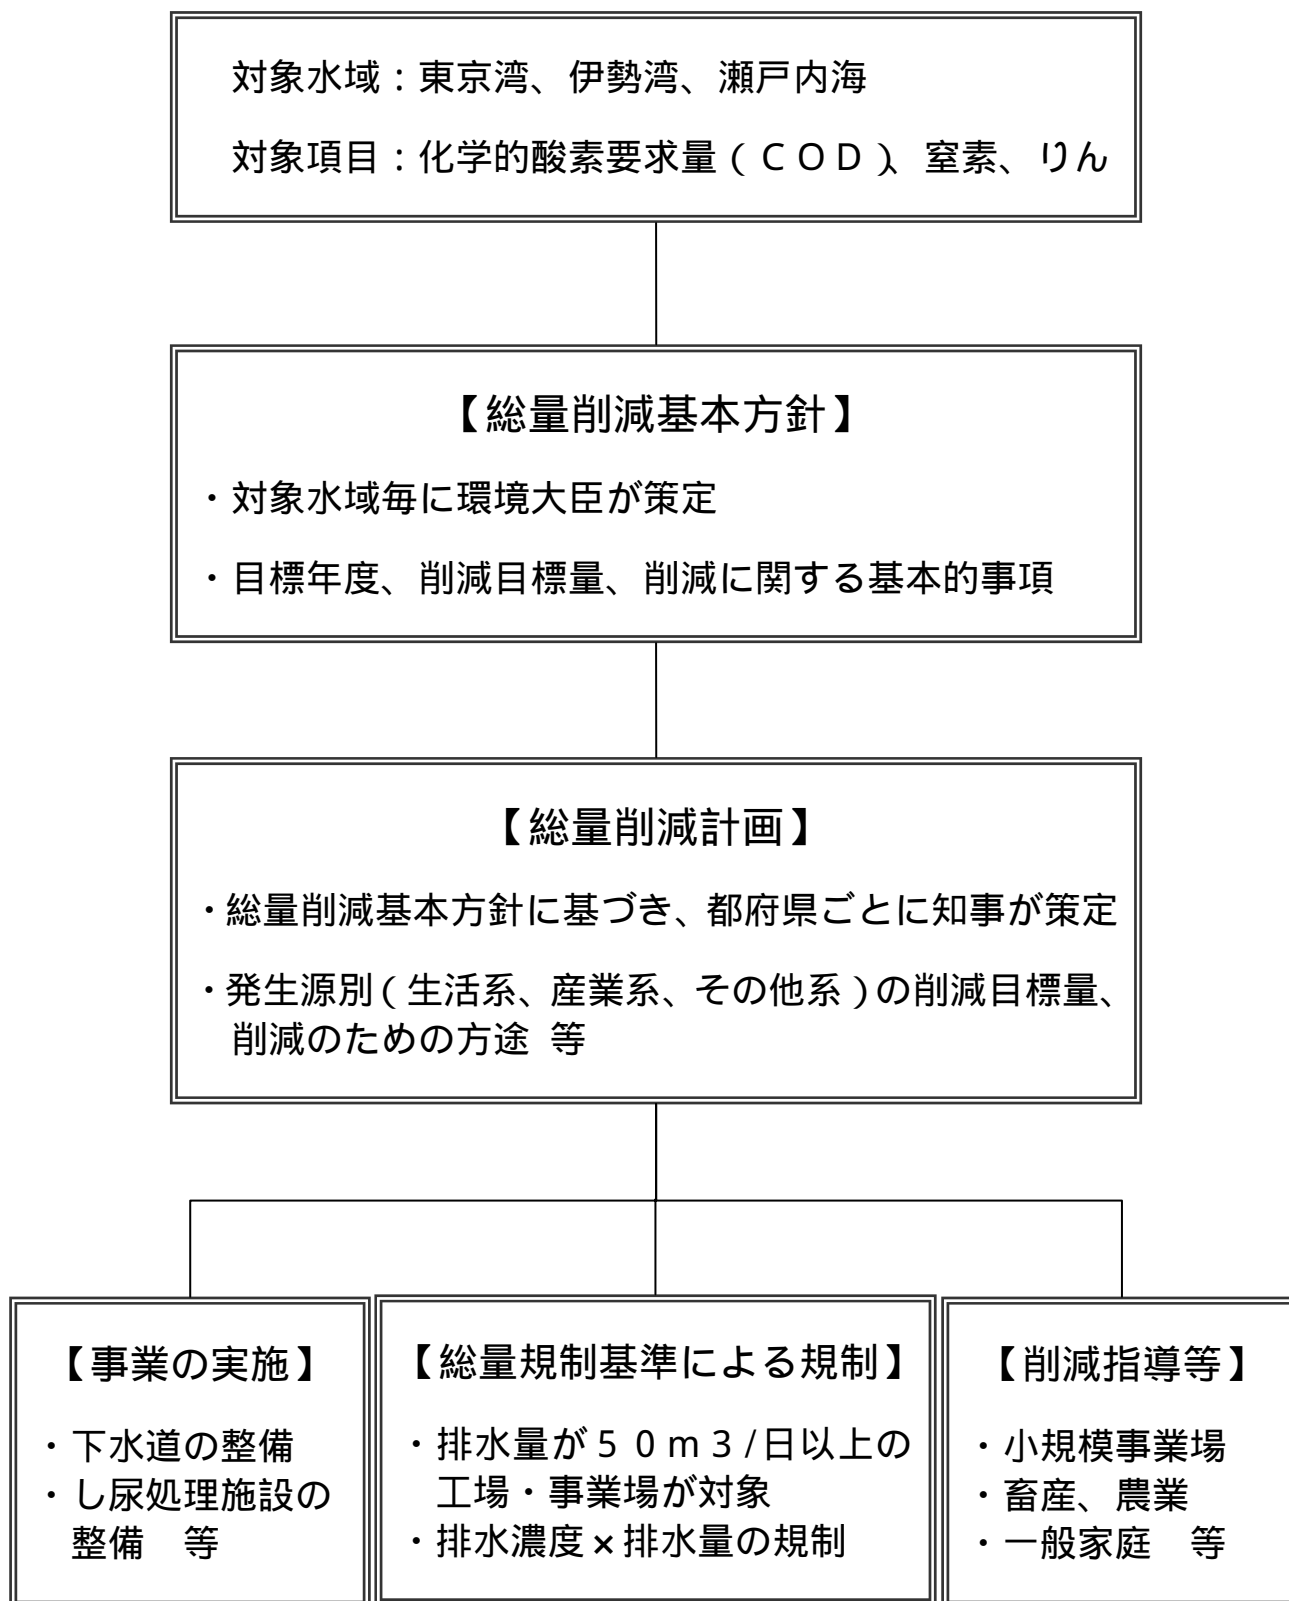 対象水域：東京湾、伊勢湾、瀬戸内海
対象項目：化学的酸素要求量（ＣＯＤ）、窒素、りん
【総量削減基本方針】
・対象水域毎に環境大臣が策定
・目標年度、削減目標量、削減に関する基本的事項
【総量削減計画】
・総量削減基本方針に基づき、都府県ごとに知事が策定
・発生源別（生活系、産業系、その他系）の削減目標量、
削減のための方途 等
【事業の実施】
・下水道の整備
・し尿処理施設の
整備　等
【総量規制基準による規制】
・排水量が５０ｍ３/日以上の
工場・事業場が対象
・排水濃度×排水量の規制
【削減指導等】
・小規模事業場
・畜産、農業
・一般家庭　等